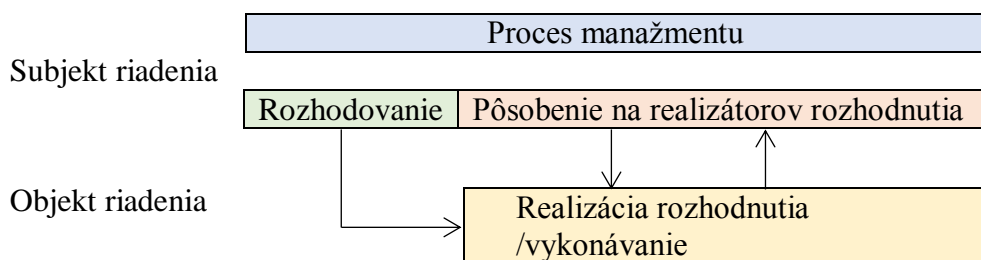 Proces manažmentu
Subjekt riadenia
Rozhodovanie
Pôsobenie na realizátorov rozhodnutia
Objekt riadenia
Realizácia rozhodnutia
/vykonávanie